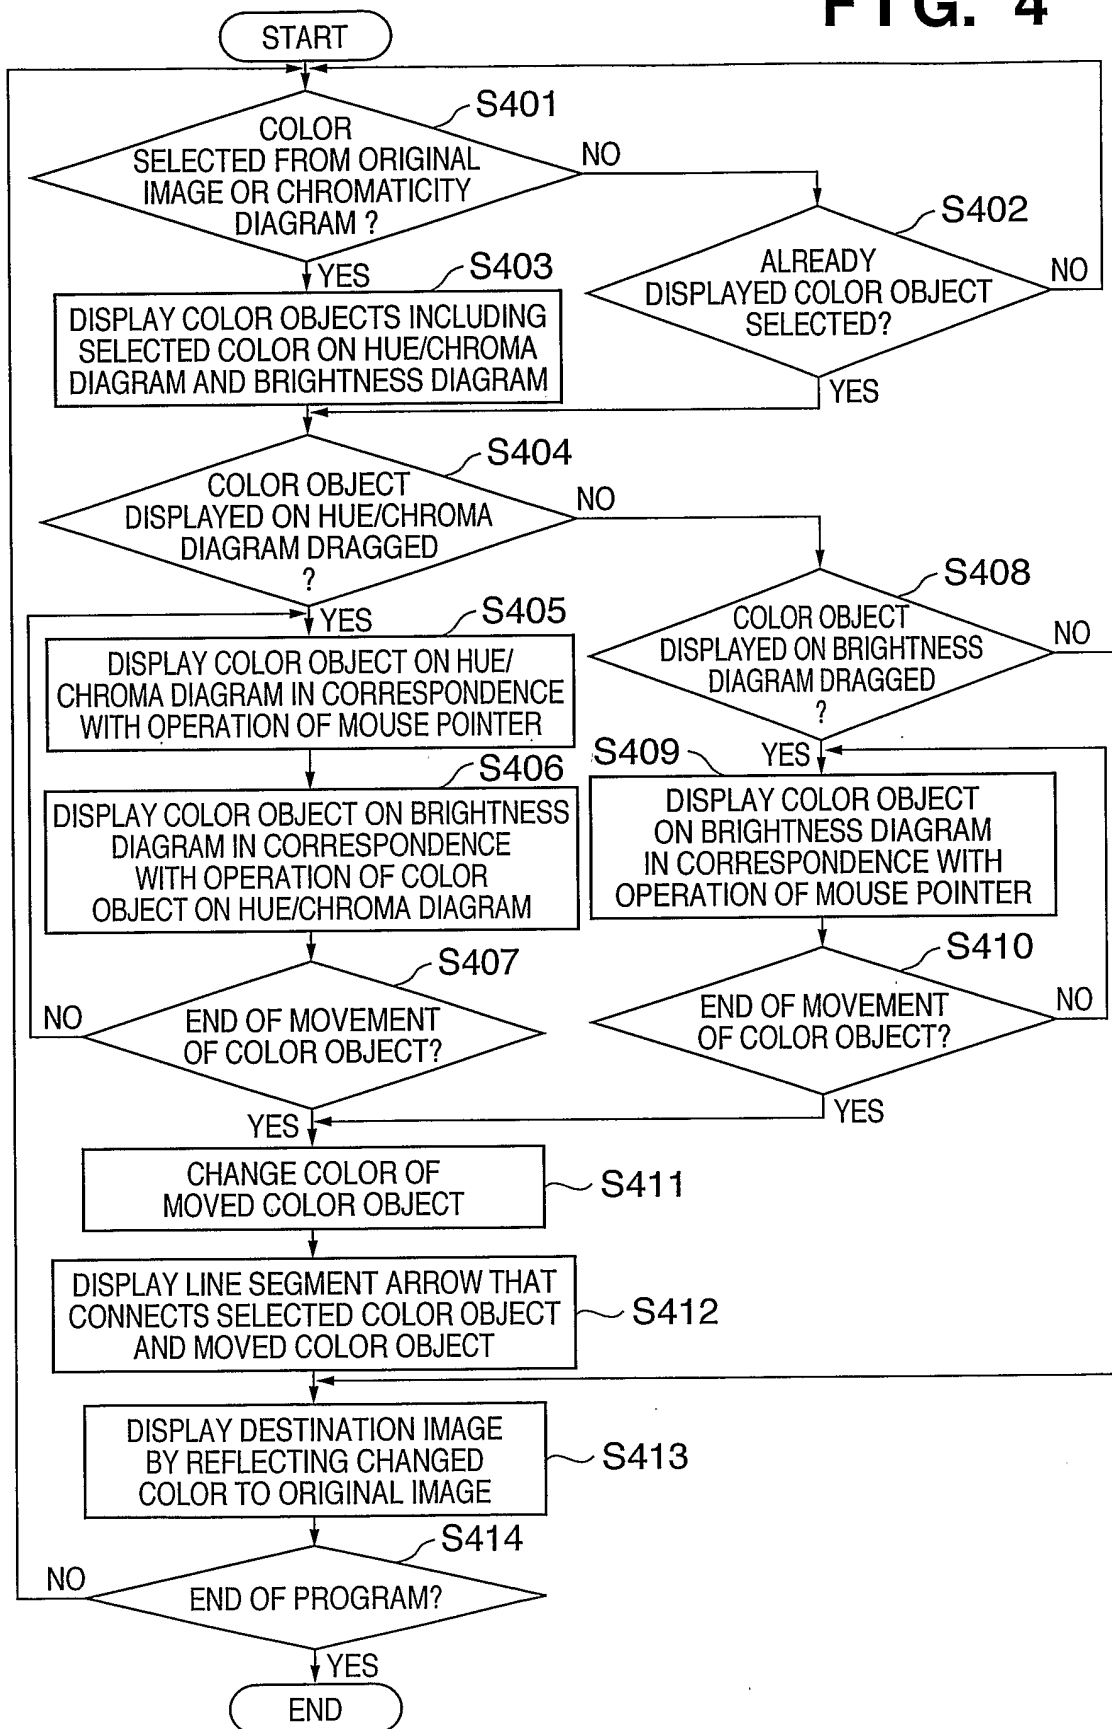 FIG. 4
START
S401
COLOR
SELECTED FROM ORIGINAL
IMAGE OR CHROMATICITY
DIAGRAM ?
NO
YES
S402
ALREADY
DISPLAYED COLOR OBJECT
SELECTED?
NO
YES
S403
DISPLAY COLOR OBJECTS INCLUDING
SELECTED COLOR ON HUE/CHROMA
DIAGRAM AND BRIGHTNESS DIAGRAM
S404
COLOR OBJECT
DISPLAYED ON HUE/CHROMA
DIAGRAM DRAGGED
?
NO
YES
S405
DISPLAY COLOR OBJECT ON HUE/
CHROMA DIAGRAM IN CORRESPONDENCE
WITH OPERATION OF MOUSE POINTER
S406
DISPLAY COLOR OBJECT ON BRIGHTNESS
DIAGRAM IN CORRESPONDENCE
WITH OPERATION OF COLOR
OBJECT ON HUE/CHROMA DIAGRAM
S407
END OF MOVEMENT
OF COLOR OBJECT?
NO
YES
S408
COLOR OBJECT
DISPLAYED ON BRIGHTNESS
DIAGRAM DRAGGED
?
NO
YES
S409
DISPLAY COLOR OBJECT
ON BRIGHTNESS DIAGRAM
IN CORRESPONDENCE WITH
OPERATION OF MOUSE POINTER
S410
END OF MOVEMENT
OF COLOR OBJECT?
NO
YES
CHANGE COLOR OF
MOVED COLOR OBJECT
S411
DISPLAY LINE SEGMENT ARROW THAT
CONNECTS SELECTED COLOR OBJECT
AND MOVED COLOR OBJECT
S412
DISPLAY DESTINATION IMAGE
BY REFLECTING CHANGED
COLOR TO ORIGINAL IMAGE
S413
S414
END OF PROGRAM?
NO
YES
END